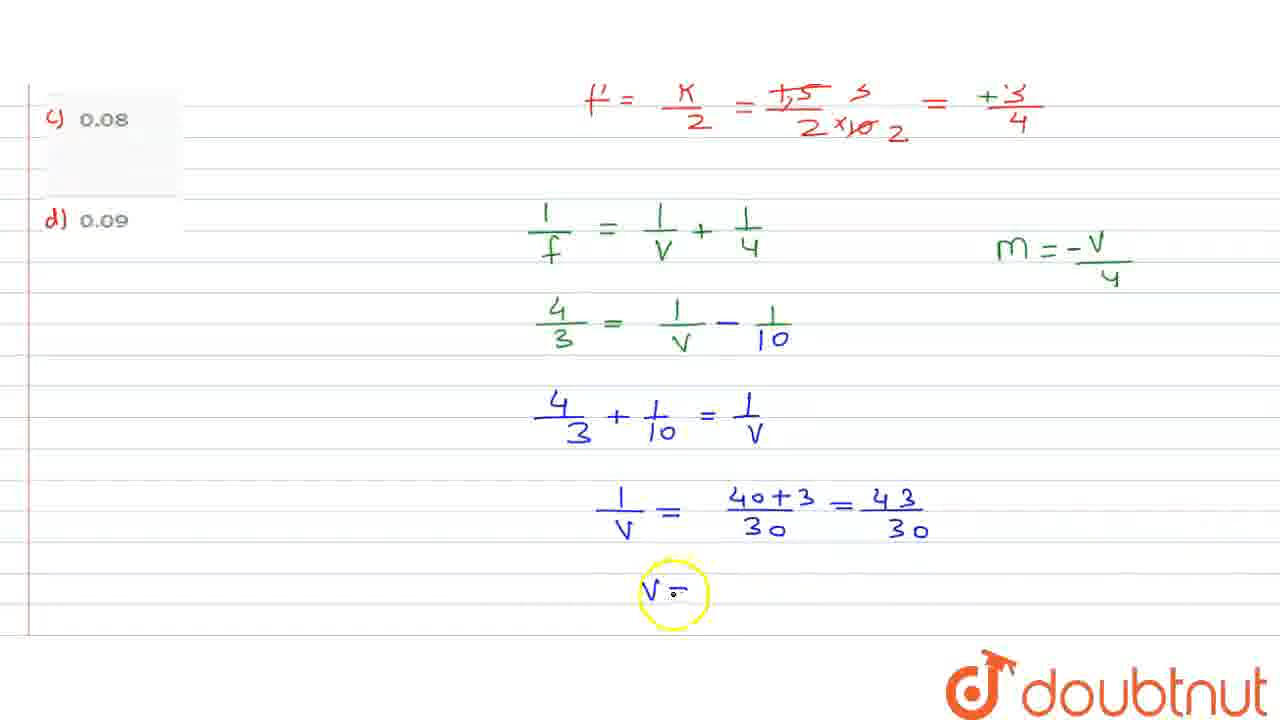 f' = R/2 = +1.5/2×10 3 2 = +3/4
c) 0.08
d) 0.09
1/f = 1/v + 1/u
m = -v/u
4/3 = 1/v - 1/10
4/3 + 1/10 = 1/v
1/v = 40+3/30 = 43/30
v =
doubtnut